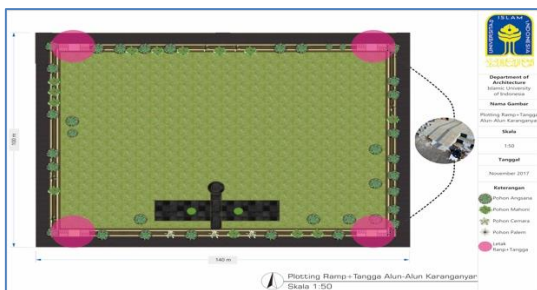 100 m
140 m
Plotting Ramp+Tangga Alun-Alun Karanganyar
Skala 1:50
UNIVERSITAS
ISLAM
INDONESIA
Department of
Architecture
Islamic University
of Indonesia
Nama Gambar
Plotting Ramp+Tangga
Alun-Alun Karanganyar
Skala
1:50
Tanggal
November 2017
Keterangan
Pohon Angsana
Pohon Mahoni
Pohon Cemara
Pohon Palem
Letak
Ramp+Tangga